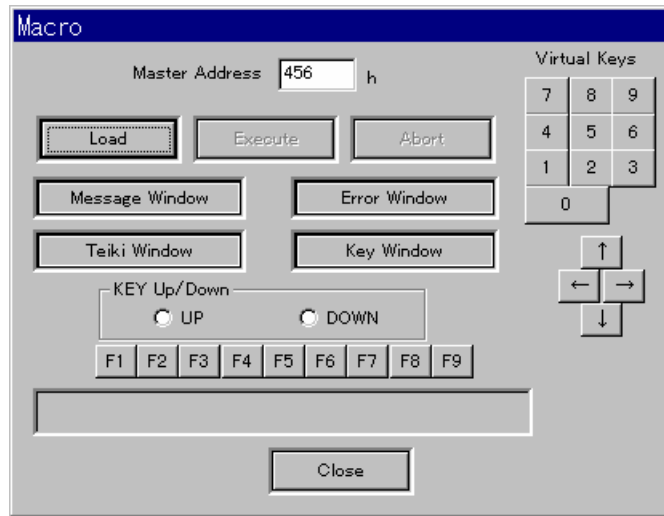 Macro
Master Address 456 h
Virtual Keys
7 8 9
4 5 6
1 2 3
0
Load Execute Abort
Message Window Error Window
Teiki Window Key Window
↑
← →
↓
KEY Up/Down
UP DOWN
F1 F2 F3 F4 F5 F6 F7 F8 F9
Close